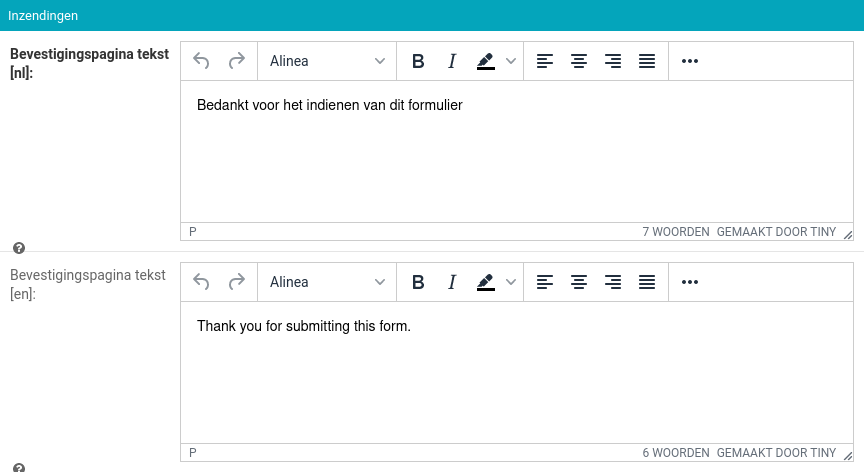 Inzendingen
Bevestigingspagina tekst
[nl]:
Alinea
B I
Bedankt voor het indienen van dit formulier
P 7 WOORDEN GEMAAKT DOOR TINY
Bevestigingspagina tekst
[en]:
Alinea
B I
Thank you for submitting this form.
P 6 WOORDEN GEMAAKT DOOR TINY